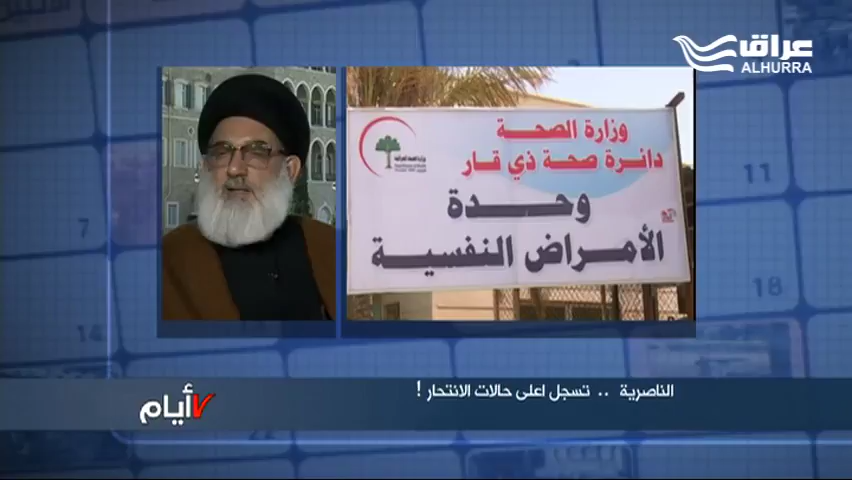 عراق
ALHURRA
وزارة الصحة
دائرة صحة ذي قار
وحدة
الأمراض النفسية
7
11
14
18
الناصرية .. تسجل اعلى حالات الانتحار !
٧ أيام